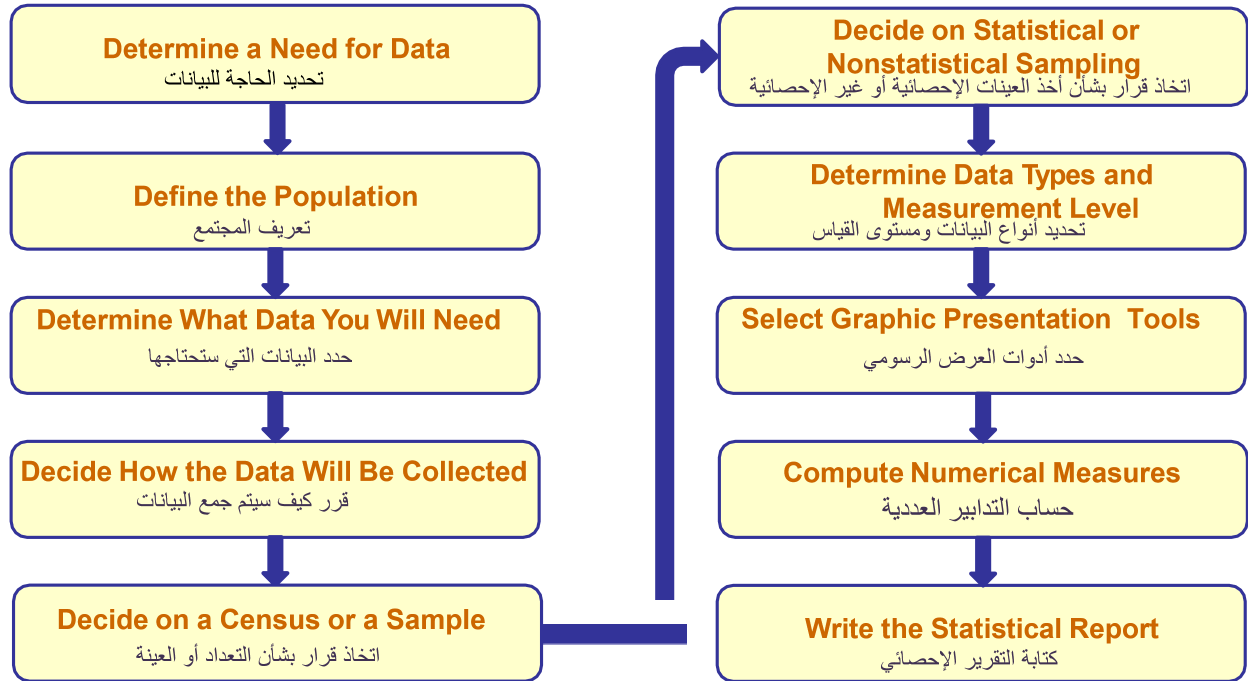 Determine a Need for Data
تحديد الحاجة للبيانات
Define the Population
تعريف المجتمع
Determine What Data You Will Need
حدد البيانات التي ستحتاجها
Decide How the Data Will Be Collected
قرر كيف سيتم جمع البيانات
Decide on a Census or a Sample
اتخاذ قرار بشأن التعداد أو العينة
Decide on Statistical or
Nonstatistical Sampling
اتخاذ قرار بشأن أخذ العينات الإحصائية أو غير الإحصائية
Determine Data Types and
Measurement Level
تحديد أنواع البيانات ومستوى القياس
Select Graphic Presentation Tools
حدد أدوات العرض الرسومي
Compute Numerical Measures
حساب التدابير العددية
Write the Statistical Report
كتابة التقرير الإحصائي